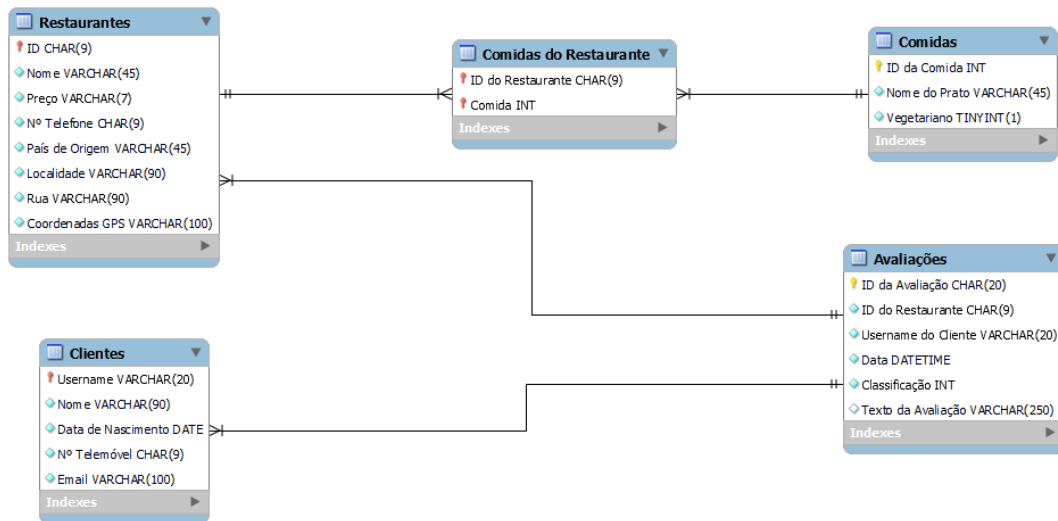 Restaurantes
ID CHAR(9)
Nome VARCHAR(45)
Preço VARCHAR(7)
Nº Telefone CHAR(9)
País de Origem VARCHAR(45)
Localidade VARCHAR(90)
Rua VARCHAR(90)
Coordenadas GPS VARCHAR(100)
Indexes
Comidas do Restaurante
ID do Restaurante CHAR(9)
Comida INT
Indexes
Comidas
ID da Comida INT
Nome do Prato VARCHAR(45)
Vegetariano TINYINT(1)
Indexes
Clientes
Username VARCHAR(20)
Nome VARCHAR(90)
Data de Nascimento DATE
Nº Telemóvel CHAR(9)
Email VARCHAR(100)
Indexes
Avaliações
ID da Avaliação CHAR(20)
ID do Restaurante CHAR(9)
Username do Cliente VARCHAR(20)
Data DATETIME
Classificação INT
Texto da Avaliação VARCHAR(250)
Indexes